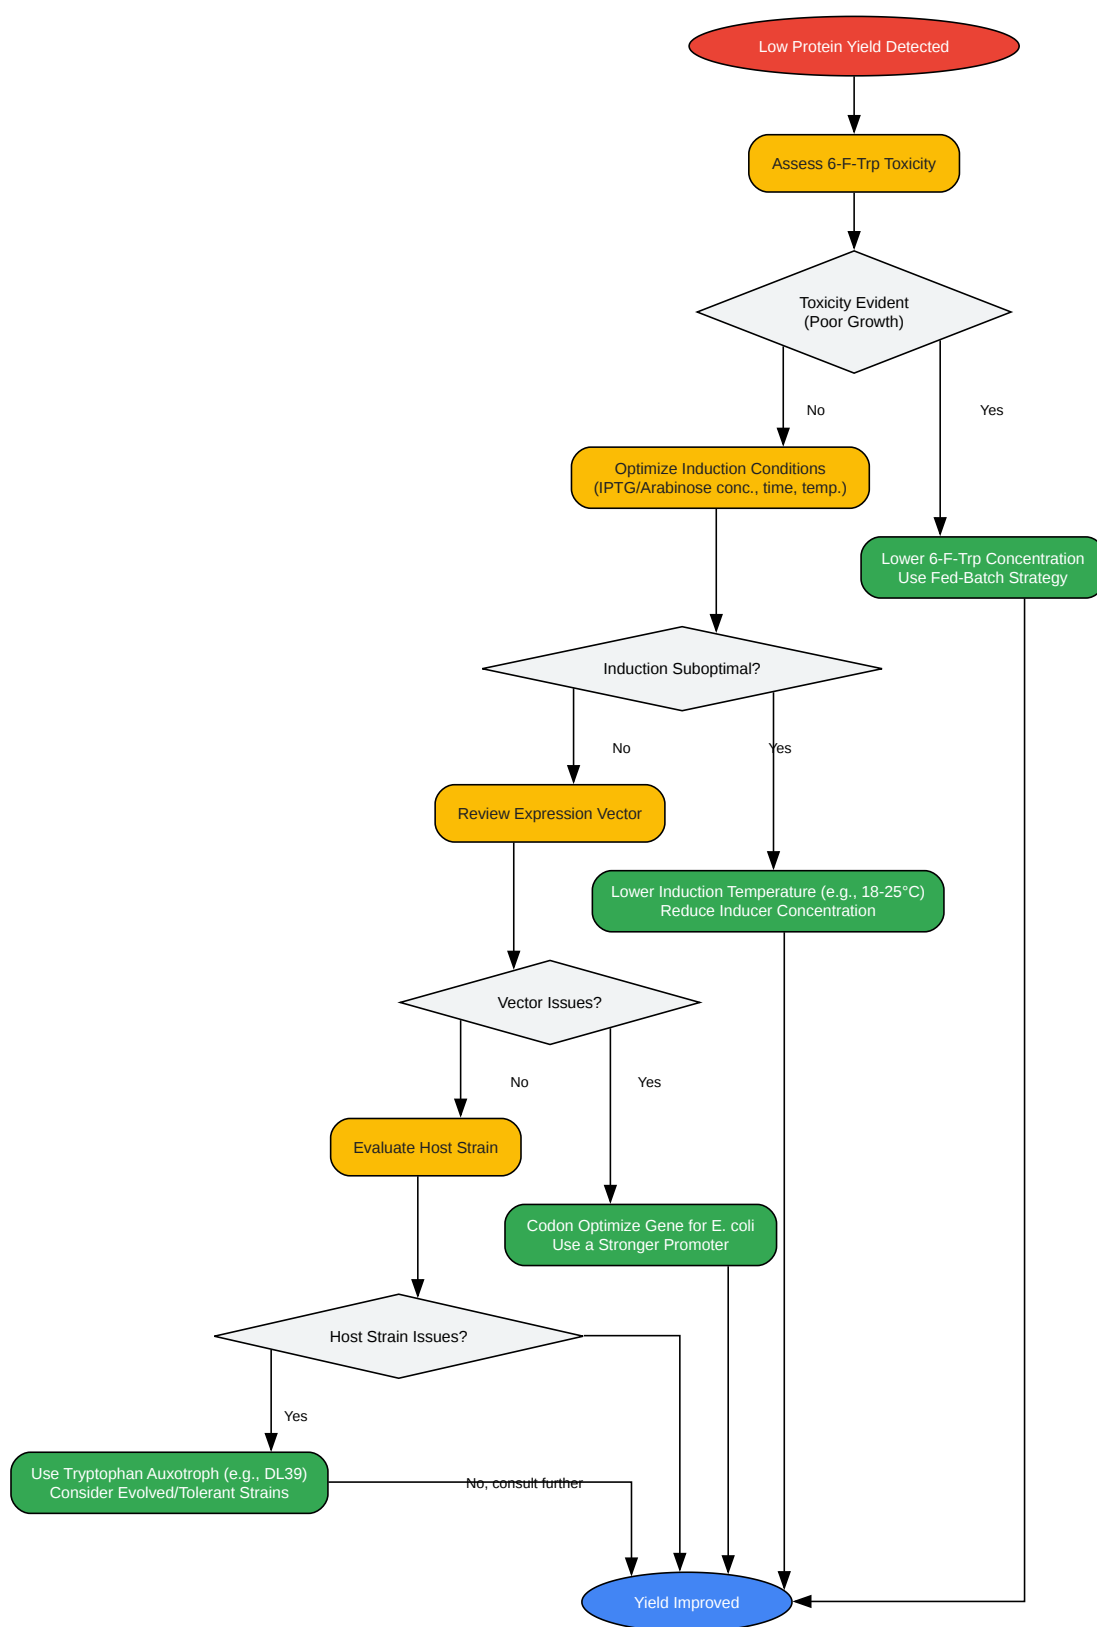 Low Protein Yield Detected
Assess 6-F-Trp Toxicity
Toxicity Evident
(Poor Growth)
No
Yes
Optimize Induction Conditions
(IPTG/Arabinose conc., time, temp.)
Lower 6-F-Trp Concentration
Use Fed-Batch Strategy
Induction Suboptimal?
No
Yes
Review Expression Vector
Lower Induction Temperature (e.g., 18-25°C)
Reduce Inducer Concentration
Vector Issues?
No
Yes
Evaluate Host Strain
Codon Optimize Gene for E. coli
Use a Stronger Promoter
Host Strain Issues?
Yes
Use Tryptophan Auxotroph (e.g., DL39)
Consider Evolved/Tolerant Strains
No, consult further
Yield Improved